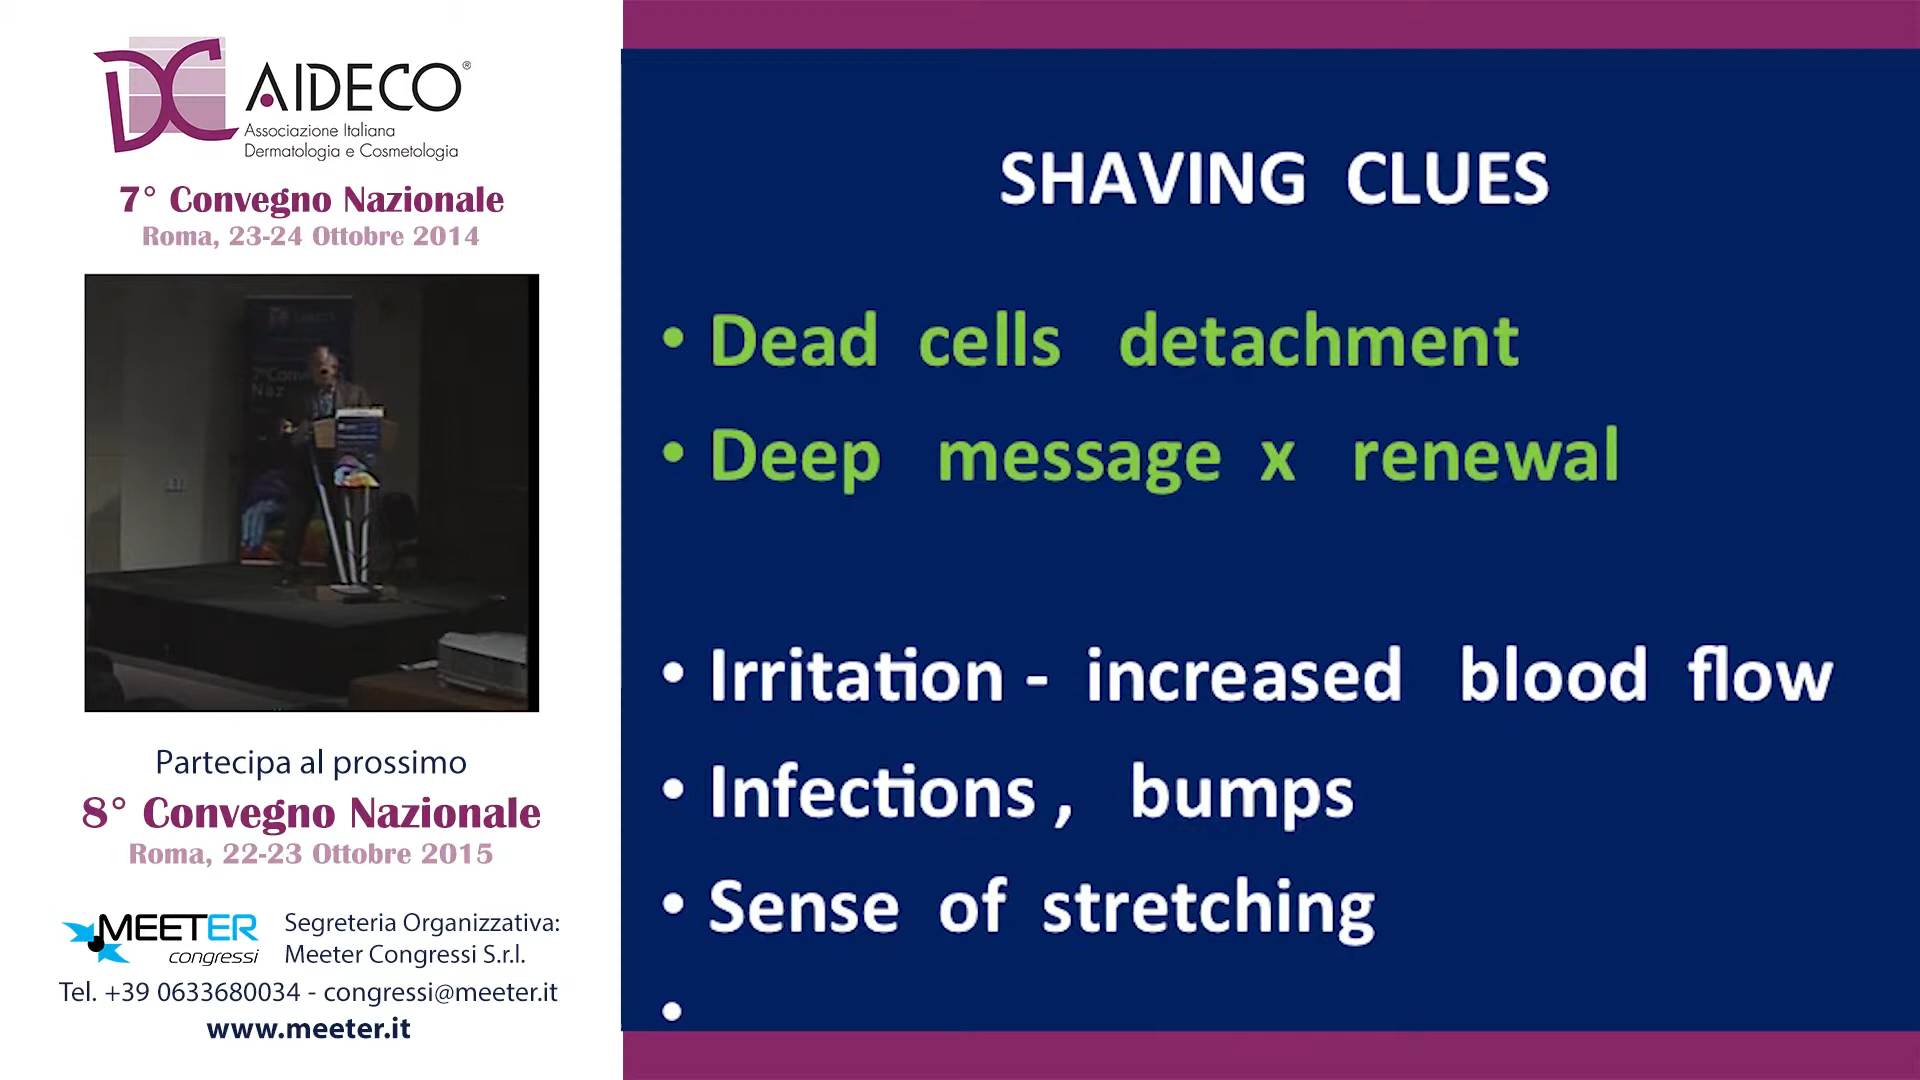 DC AIDECO®
Associazione Italiana
Dermatologia e Cosmetologia
7° Convegno Nazionale
Roma, 23-24 Ottobre 2014
Partecipa al prossimo
8° Convegno Nazionale
Roma, 22-23 Ottobre 2015
MEETER
congressi
Segreteria Organizzativa:
Meeter Congressi S.r.l.
Tel. +39 0633680034 - congressi@meeter.it
www.meeter.it
SHAVING CLUES
• Dead cells detachment
• Deep message x renewal
• Irritation - increased blood flow
• Infections , bumps
• Sense of stretching
•